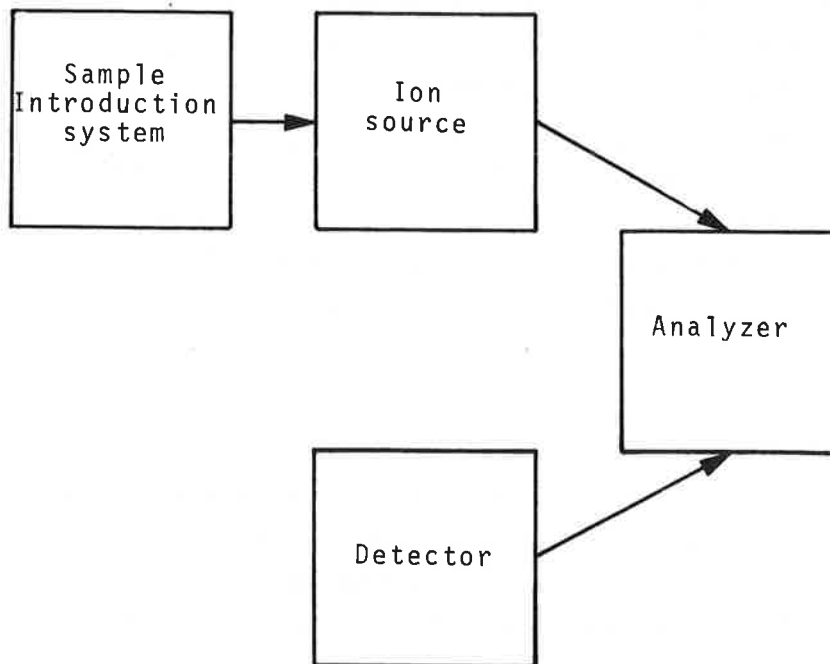 Sample
Introduction
system
Ion
source
Analyzer
Detector